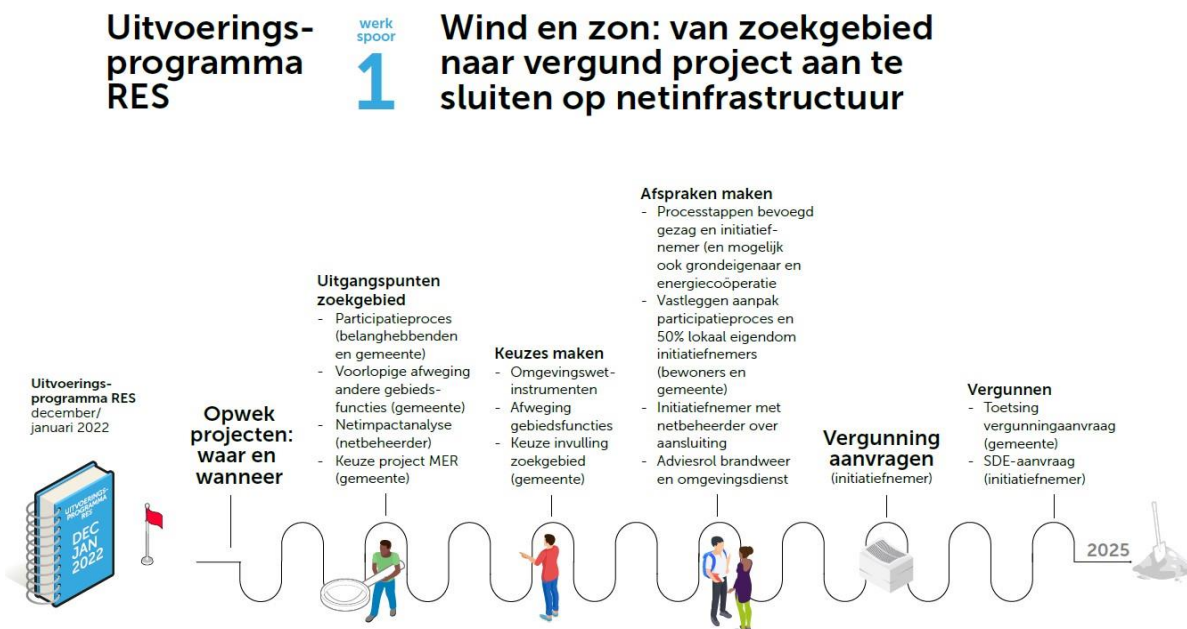 Uitvoerings-
programma
RES
werk
spoor
1
Wind en zon: van zoekgebied
naar vergund project aan te
sluiten op netinfrastructuur
Uitvoerings-
programma RES
december/
januari 2022
UITVOERINGS-
PROGRAMMA
RES
DEC
JAN
2022
Opwek
projecten:
waar en
wanneer
Uitgangspunten
zoekgebied
- Participatieproces
(belanghebbenden
en gemeente)
- Voorlopige afweging
andere gebieds-
functies (gemeente)
- Netimpactanalyse
(netbeheerder)
- Keuze project MER
(gemeente)
Keuzes maken
- Omgevingswet-
instrumenten
- Afweging
gebiedsfuncties
- Keuze invulling
zoekgebied
(gemeente)
Afspraken maken
- Processtappen bevoegd
gezag en initiatief-
nemer (en mogelijk
ook grondeigenaar en
energiecoöperatie
- Vastleggen aanpak
participatieproces en
50% lokaal eigendom
initiatiefnemers
(bewoners en
gemeente)
- Initiatiefnemer met
netbeheerder over
aansluiting
- Adviesrol brandweer
en omgevingsdienst
Vergunning
aanvragen
(initiatiefnemer)
Vergunnen
- Toetsing
vergunningaanvraag
(gemeente)
- SDE-aanvraag
(initiatiefnemer)
2025